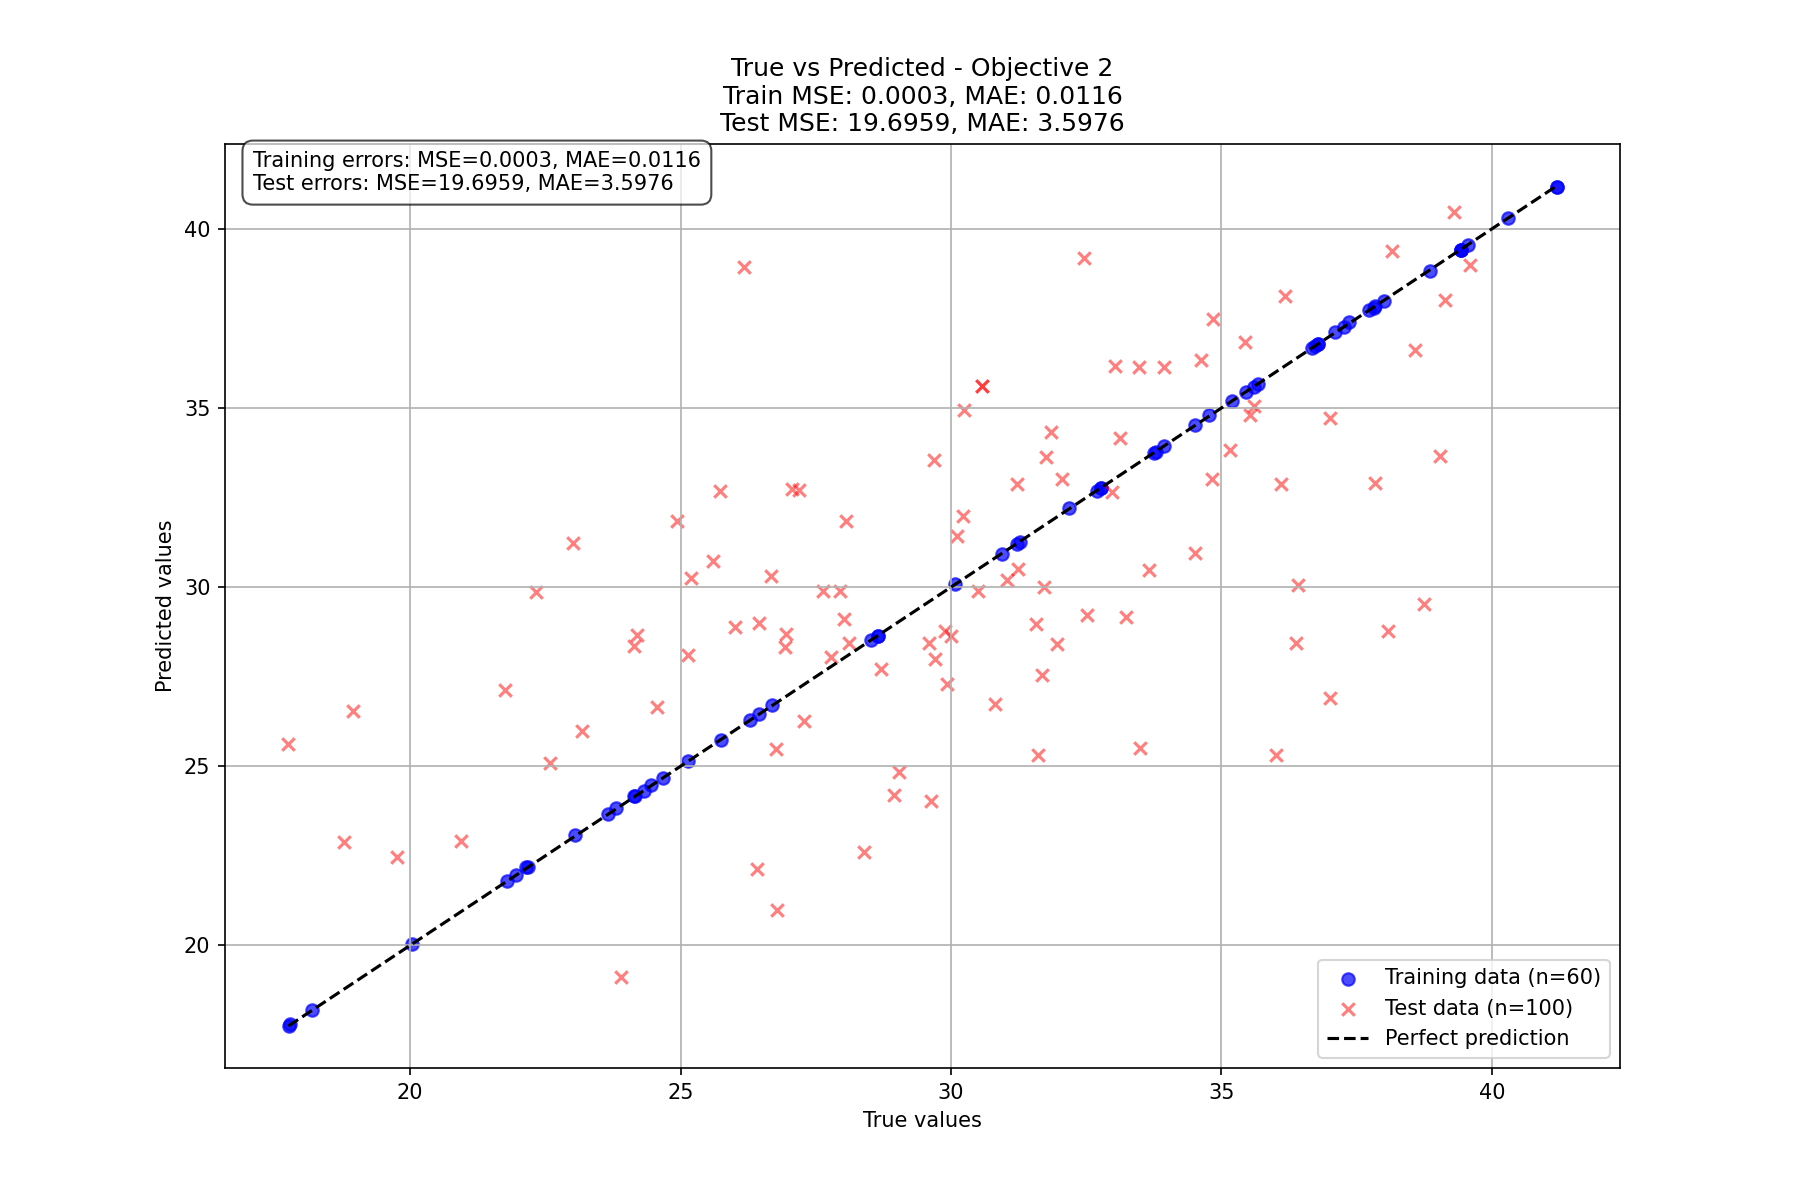 True vs Predicted - Objective 2
Train MSE: 0.0003, MAE: 0.0116
Test MSE: 19.6959, MAE: 3.5976
Training errors: MSE=0.0003, MAE=0.0116
Test errors: MSE=19.6959, MAE=3.5976
40
35
30
25
20
Predicted values
Training data (n=60)
Test data (n=100)
Perfect prediction
20 25 30 35 40
True values